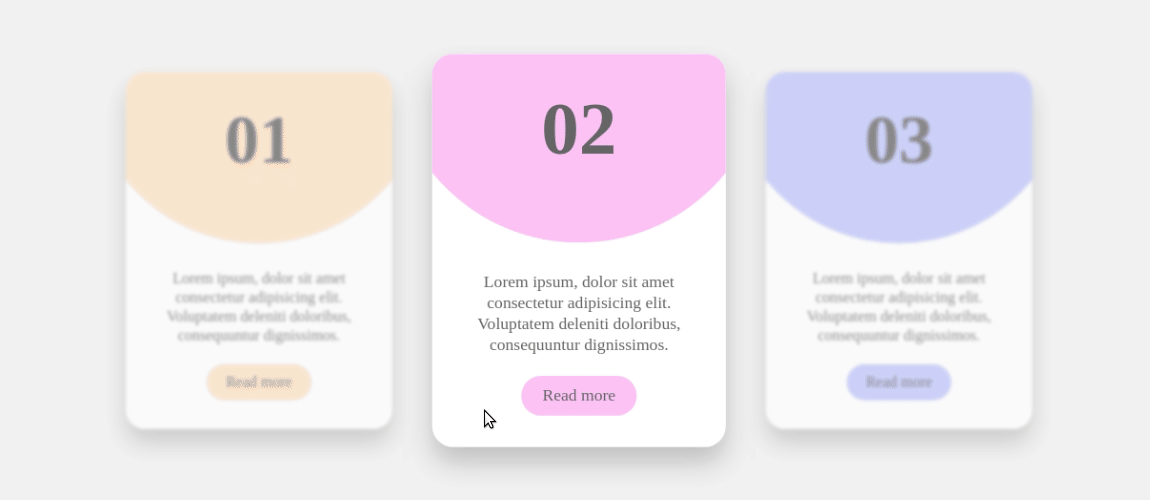 01
Lorem ipsum, dolor sit amet
consectetur adipisicing elit.
Voluptatem deleniti doloribus,
consequuntur dignissimos.
Read more
02
Lorem ipsum, dolor sit amet
consectetur adipisicing elit.
Voluptatem deleniti doloribus,
consequuntur dignissimos.
Read more
03
Lorem ipsum, dolor sit amet
consectetur adipisicing elit.
Voluptatem deleniti doloribus,
consequuntur dignissimos.
Read more